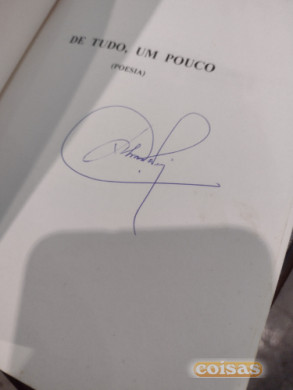 DE TUDO, UM POUCO
(POESIA)
coisas